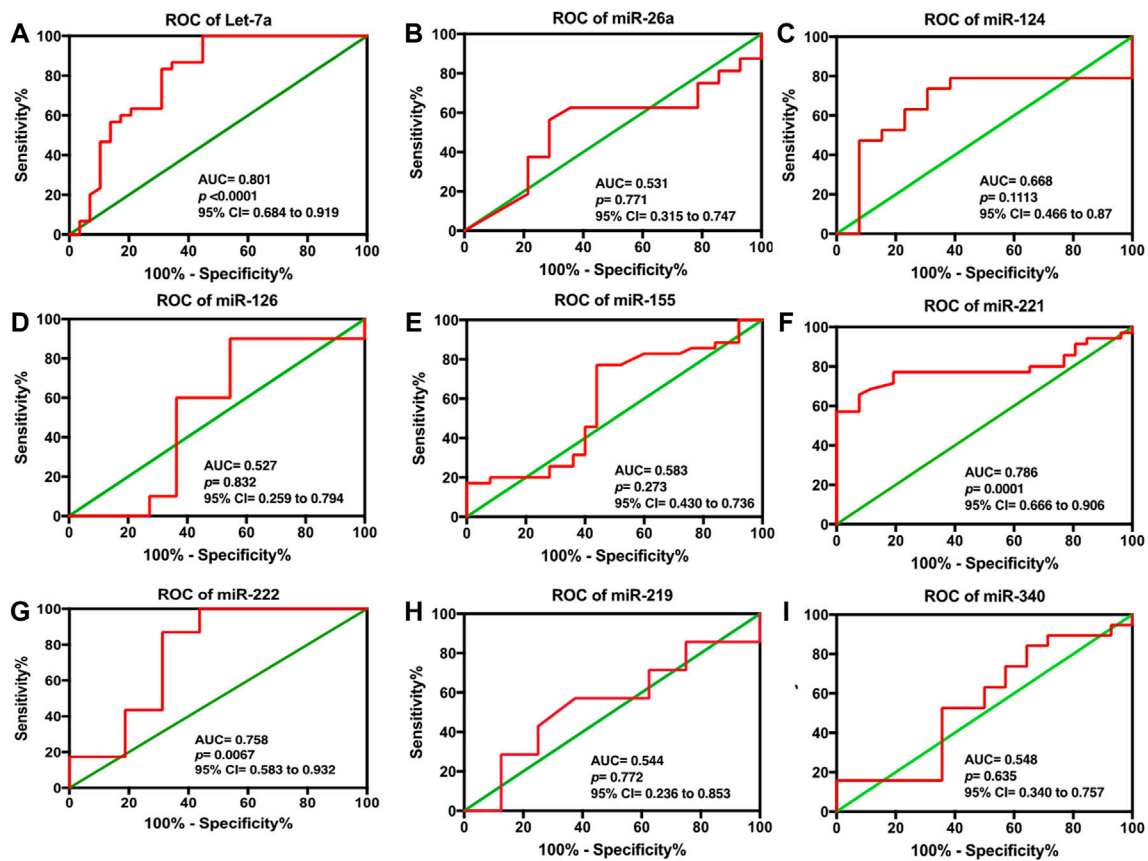 A
ROC of Let-7a
Sensitivity%
100
80
60
40
20
0
AUC= 0.801
p <0.0001
95% CI= 0.684 to 0.919
0 20 40 60 80 100
100% - Specificity%
B
ROC of miR-26a
Sensitivity%
100
80
60
40
20
0
AUC= 0.531
p= 0.771
95% CI= 0.315 to 0.747
0 20 40 60 80 100
100% - Specificity%
C
ROC of miR-124
Sensitivity%
100
80
60
40
20
0
AUC= 0.668
p= 0.1113
95% CI= 0.466 to 0.87
0 20 40 60 80 100
100% - Specificity%
D
ROC of miR-126
Sensitivity%
100
80
60
40
20
0
AUC= 0.527
p= 0.832
95% CI= 0.259 to 0.794
0 20 40 60 80 100
100% - Specificity%
E
ROC of miR-155
Sensitivity%
100
80
60
40
20
0
AUC= 0.583
p= 0.273
95% CI= 0.430 to 0.736
0 20 40 60 80 100
100% - Specificity%
F
ROC of miR-221
Sensitivity%
100
80
60
40
20
0
AUC= 0.786
p= 0.0001
95% CI= 0.666 to 0.906
0 20 40 60 80 100
100% - Specificity%
G
ROC of miR-222
Sensitivity%
100
80
60
40
20
0
AUC= 0.758
p= 0.0067
95% CI= 0.583 to 0.932
0 20 40 60 80 100
100% - Specificity%
H
ROC of miR-219
Sensitivity%
100
80
60
40
20
0
AUC= 0.544
p= 0.772
95% CI= 0.236 to 0.853
0 20 40 60 80 100
100% - Specificity%
I
ROC of miR-340
Sensitivity%
100
80
60
40
20
0
AUC= 0.548
p= 0.635
95% CI= 0.340 to 0.757
0 20 40 60 80 100
100% - Specificity%